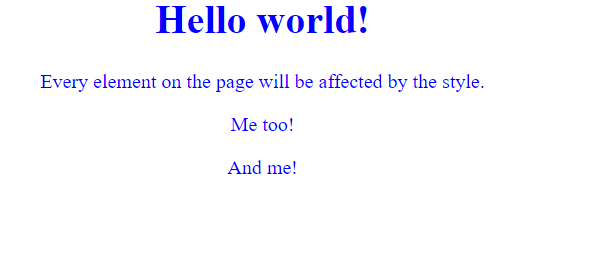 Hello world!
Every element on the page will be affected by the style.
Me too!
And me!